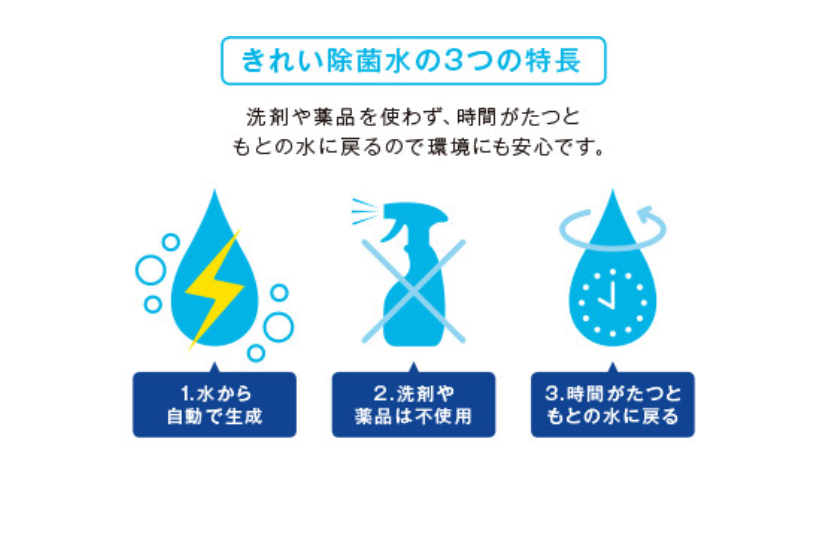 きれい除菌水の3つの特長
洗剤や薬品を使わず、時間がたつと
もとの水に戻るので環境にも安心です。
1.水から
自動で生成
2.洗剤や
薬品は不使用
3.時間がたつと
もとの水に戻る